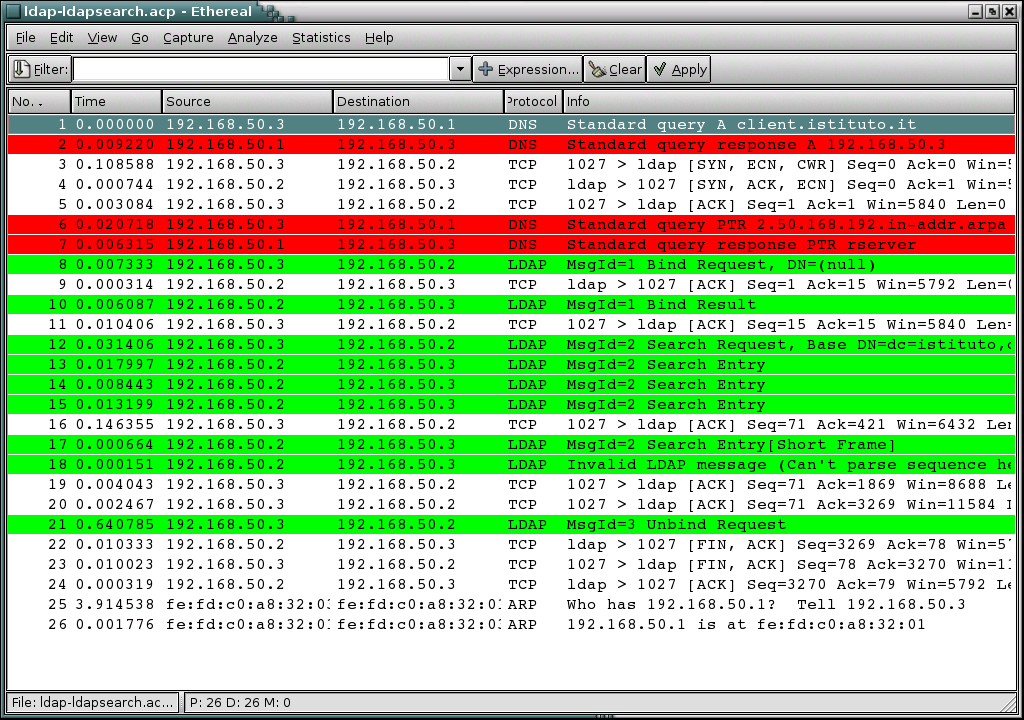 ldap-ldapsearch.acp - Ethereal
File Edit View Go Capture Analyze Statistics Help
Filter: Expression... Clear Apply
No. . Time Source Destination Protocol Info
1 0.000000 192.168.50.3 192.168.50.1 DNS Standard query A client.istituto.it
2 0.009220 192.168.50.1 192.168.50.3 DNS Standard query response A 192.168.50.3
3 0.108588 192.168.50.3 192.168.50.2 TCP 1027 > ldap [SYN, ECN, CWR] Seq=0 Ack=0 Win=5
4 0.000744 192.168.50.2 192.168.50.3 TCP ldap > 1027 [SYN, ACK, ECN] Seq=0 Ack=1 Win=5
5 0.003084 192.168.50.3 192.168.50.2 TCP 1027 > ldap [ACK] Seq=1 Ack=1 Win=5840 Len=0
6 0.020718 192.168.50.3 192.168.50.1 DNS Standard query PTR 2.50.168.192.in-addr.arpa
7 0.006315 192.168.50.1 192.168.50.3 DNS Standard query response PTR rserver
8 0.007333 192.168.50.3 192.168.50.2 LDAP MsgId=1 Bind Request, DN=(null)
9 0.000314 192.168.50.2 192.168.50.3 TCP ldap > 1027 [ACK] Seq=1 Ack=15 Win=5792 Len=0
10 0.006087 192.168.50.2 192.168.50.3 LDAP MsgId=1 Bind Result
11 0.010406 192.168.50.3 192.168.50.2 TCP 1027 > ldap [ACK] Seq=15 Ack=15 Win=5840 Len=
12 0.031406 192.168.50.3 192.168.50.2 LDAP MsgId=2 Search Request, Base DN=dc=istituto,
13 0.017997 192.168.50.2 192.168.50.3 LDAP MsgId=2 Search Entry
14 0.008443 192.168.50.2 192.168.50.3 LDAP MsgId=2 Search Entry
15 0.013199 192.168.50.2 192.168.50.3 LDAP MsgId=2 Search Entry
16 0.146355 192.168.50.3 192.168.50.2 TCP 1027 > ldap [ACK] Seq=71 Ack=421 Win=6432 Len
17 0.000664 192.168.50.2 192.168.50.3 LDAP MsgId=2 Search Entry[Short Frame]
18 0.000151 192.168.50.2 192.168.50.3 LDAP Invalid LDAP message (Can't parse sequence he
19 0.004043 192.168.50.3 192.168.50.2 TCP 1027 > ldap [ACK] Seq=71 Ack=1869 Win=8688 Le
20 0.002467 192.168.50.3 192.168.50.2 TCP 1027 > ldap [ACK] Seq=71 Ack=3269 Win=11584
21 0.640785 192.168.50.3 192.168.50.2 LDAP MsgId=3 Unbind Request
22 0.010333 192.168.50.2 192.168.50.3 TCP ldap > 1027 [FIN, ACK] Seq=3269 Ack=78 Win=57
23 0.010023 192.168.50.3 192.168.50.2 TCP 1027 > ldap [FIN, ACK] Seq=78 Ack=3270 Win=11
24 0.000319 192.168.50.2 192.168.50.3 TCP ldap > 1027 [ACK] Seq=3270 Ack=79 Win=5792 Le
25 3.914538 fe:fd:c0:a8:32:0 fe:fd:c0:a8:32:0 ARP Who has 192.168.50.1? Tell 192.168.50.3
26 0.001776 fe:fd:c0:a8:32:0 fe:fd:c0:a8:32:0 ARP 192.168.50.1 is at fe:fd:c0:a8:32:01
File: ldap-ldapsearch.ac... P: 26 D: 26 M: 0